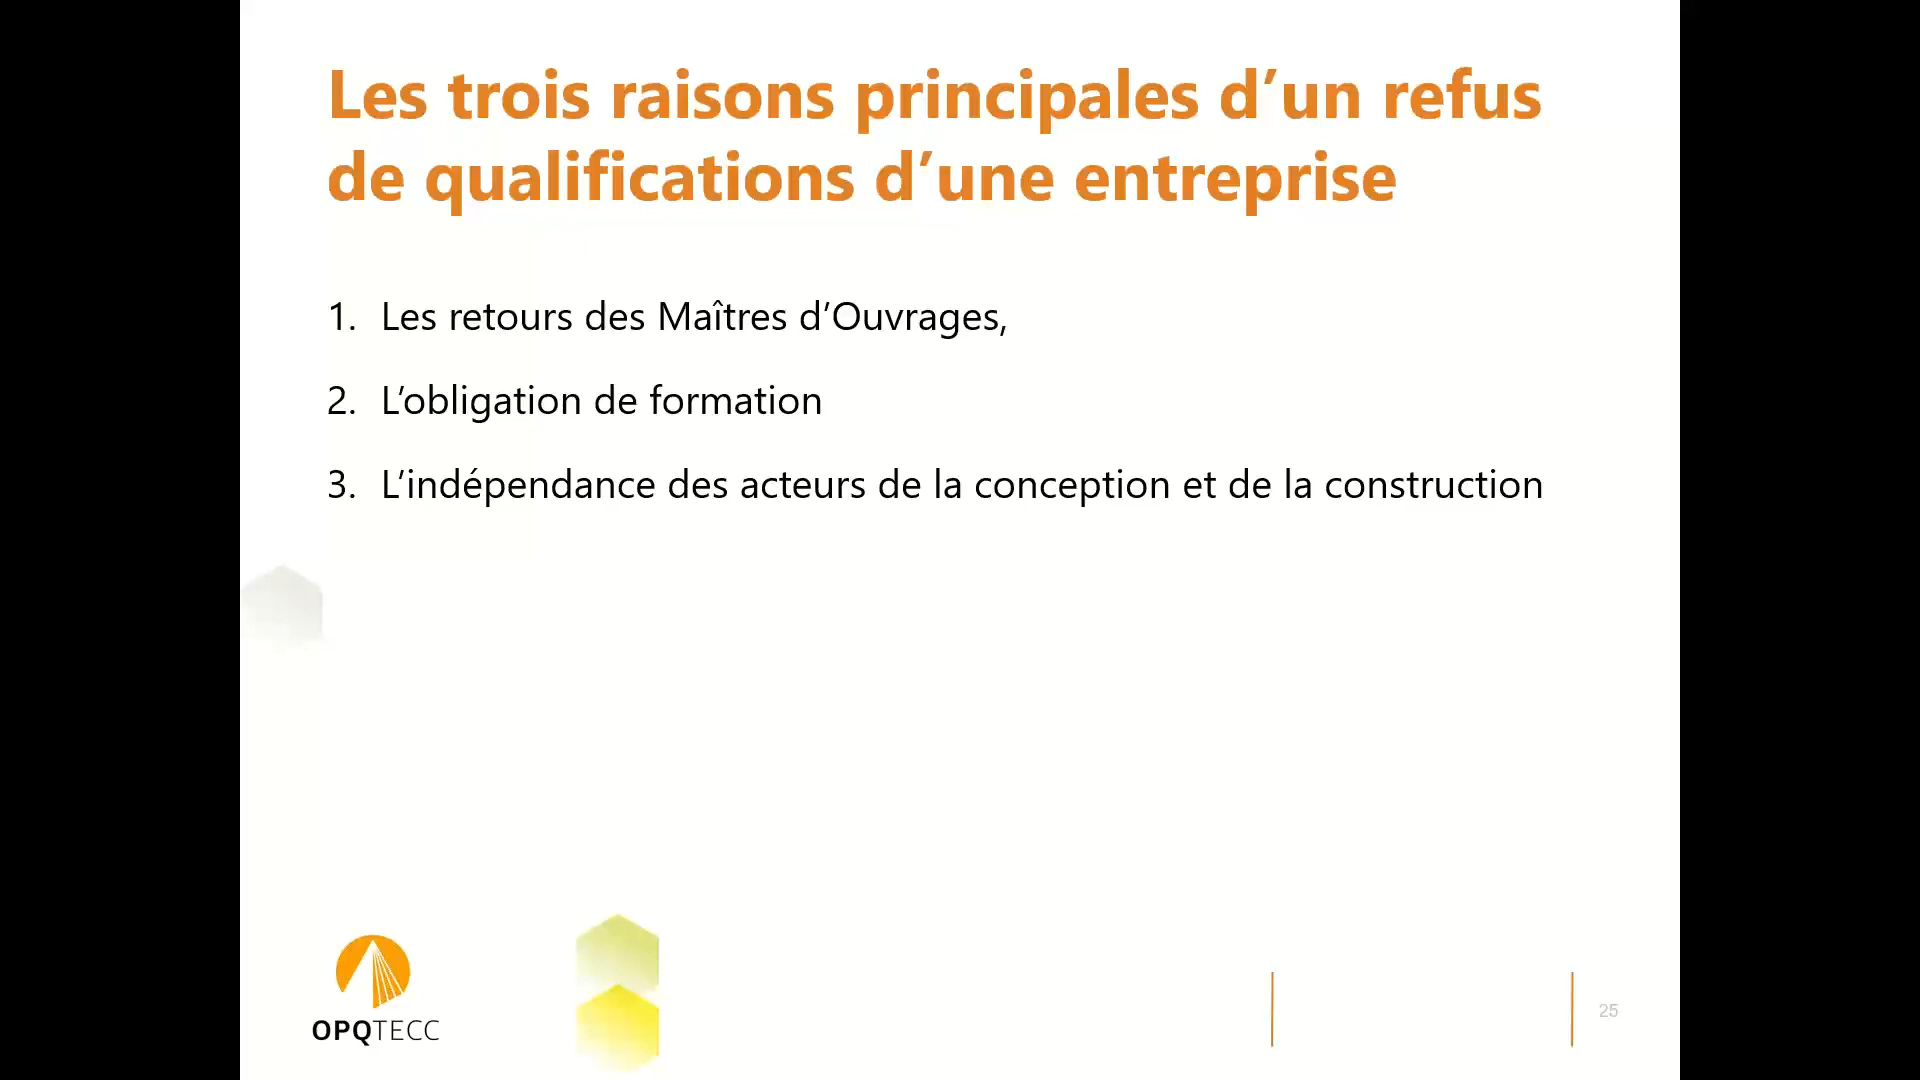 Les trois raisons principales d’un refus
de qualifications d’une entreprise
1. Les retours des Maîtres d’Ouvrages,
2. L’obligation de formation
3. L’indépendance des acteurs de la conception et de la construction
OPQTECC
25